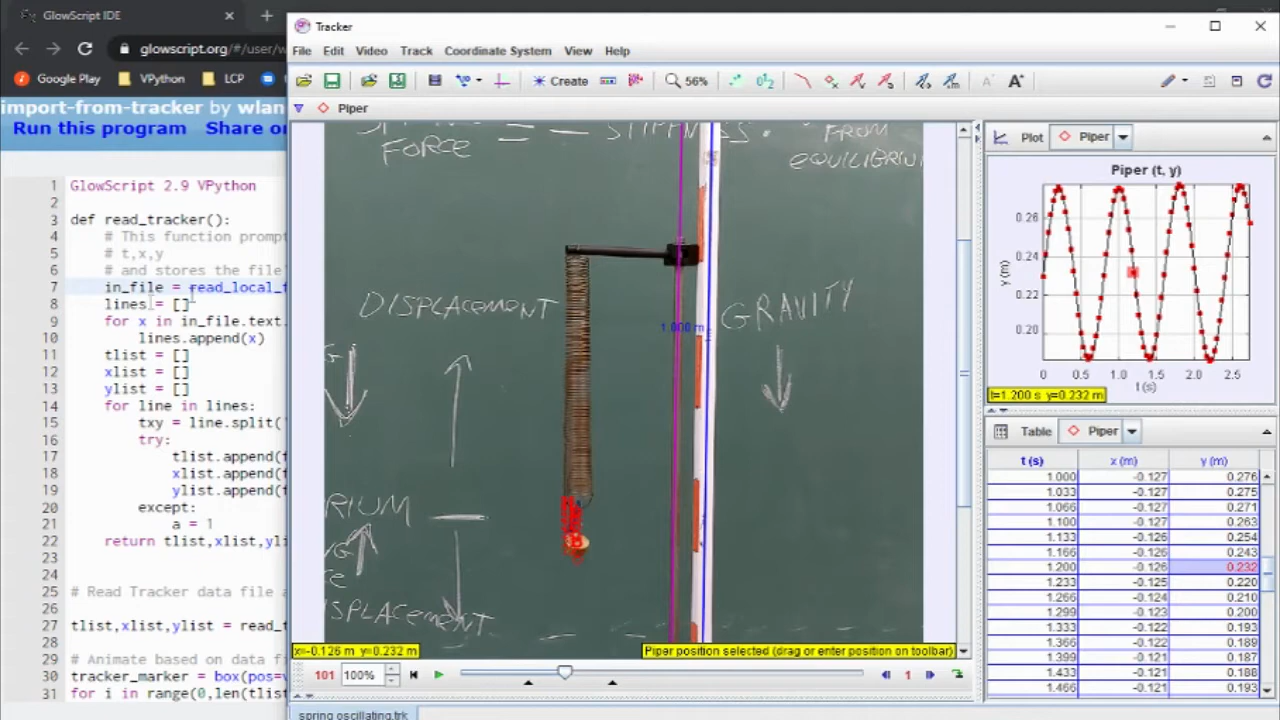 GlowScript IDE
glowscript.org/#/user/w
Google Play VPython LCP
import-from-tracker by wlan
Run this program Share or
1 GlowScript 2.9 VPython
2
3 def read_tracker():
4 # This function prompt
5 # t,x,y
6 # and stores the file'
7 in_file = read_local_f
8 lines = []
9 for x in in_file.text.
10 lines.append(x)
11 tlist = []
12 xlist = []
13 ylist = []
14 for line in lines:
15 txy = line.split('
16 try:
17 tlist.append(f
18 xlist.append(f
19 ylist.append(f
20 except:
21 a = 1
22 return tlist,xlist,yli
23
24
25 # Read Tracker data file a
26
27 tlist,xlist,ylist = read_t
28
29 # Animate based on data fi
30 tracker_marker = box(pos=v
31 for i in range(0,len(tlist
Tracker
File Edit Video Track Coordinate System View Help
Create 56%
Piper
FORCE = - STIFFNESS . FROM
EQUILIBRIU
DISPLACEMENT
GRAVITY
1.000 m
RIUM
DISPLACEMENT
x=-0.126 m y=0.232 m
Piper position selected (drag or enter position on toolbar)
101 100% 1
spring oscillating.trk
Plot Piper
Piper (t, y)
y (m)
0.26
0.24
0.22
0.20
0 0.5 1.0 1.5 2.0 2.5
t (s)
t=1.200 s y=0.232 m
Table Piper
t (s) x (m) y (m)
1.000 -0.127 0.276
1.033 -0.127 0.275
1.066 -0.127 0.271
1.100 -0.127 0.263
1.133 -0.126 0.254
1.166 -0.126 0.243
1.200 -0.126 0.232
1.233 -0.125 0.220
1.266 -0.124 0.210
1.299 -0.123 0.200
1.333 -0.122 0.193
1.366 -0.122 0.189
1.399 -0.121 0.187
1.433 -0.121 0.188
1.466 -0.121 0.193